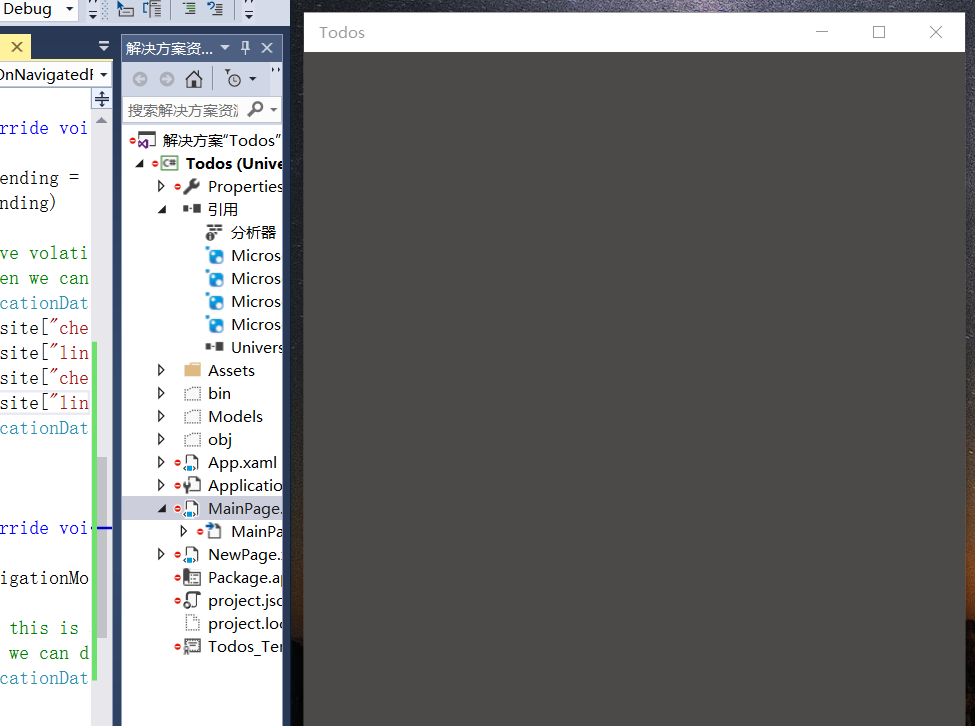 Debug
OnNavigatedF
rride voi
ending =
nding)
ve volati
en we can
cationDat
site["che
site["lin
site["che
site["lin
cationDat
rride voi
igationMo
this is
we can d
cationDat
解决方案资...
搜索解决方案资源
解决方案"Todos"
Todos (Unive
Properties
引用
分析器
Micros
Micros
Micros
Micros
Univers
Assets
bin
Models
obj
App.xaml
Applicatio
MainPage.
MainPa
NewPage.
Package.ap
project.jso
project.loc
Todos_Ter
Todos